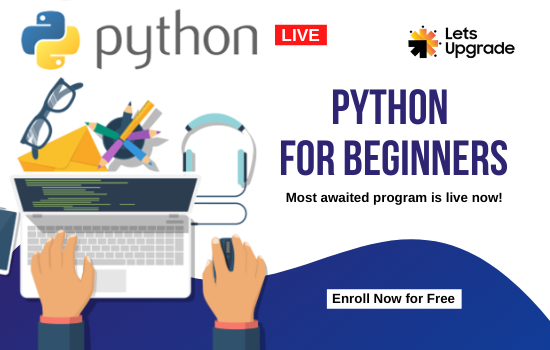 python
LIVE
Lets
Upgrade
PYTHON
FOR BEGINNERS
Most awaited program is live now!
Enroll Now for Free